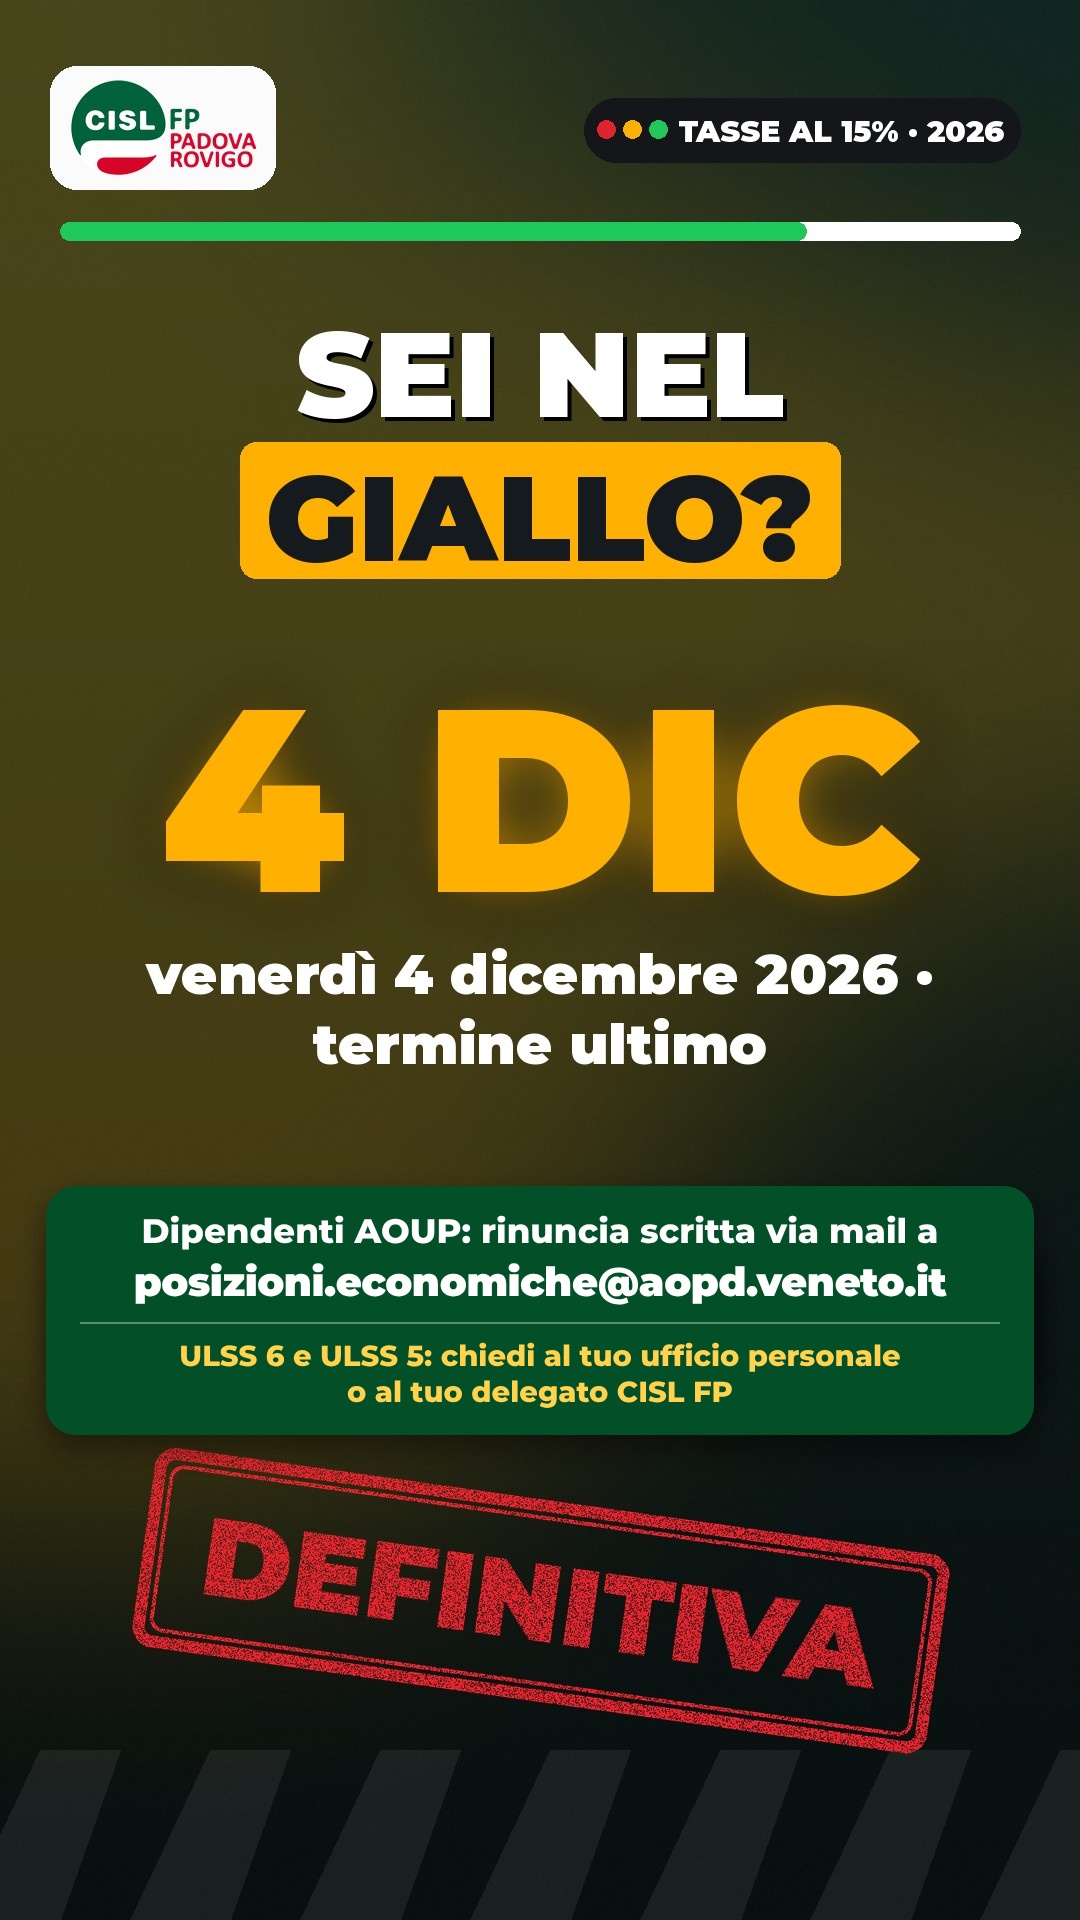 CISL FP
PADOVA
ROVIGO
TASSE AL 15% • 2026
SEI NEL
GIALLO?
4 DIC
venerdì 4 dicembre 2026 •
termine ultimo
Dipendenti AOUP: rinuncia scritta via mail a
posizioni.economiche@aopd.veneto.it
ULSS 6 e ULSS 5: chiedi al tuo ufficio personale
o al tuo delegato CISL FP
DEFINITIVA